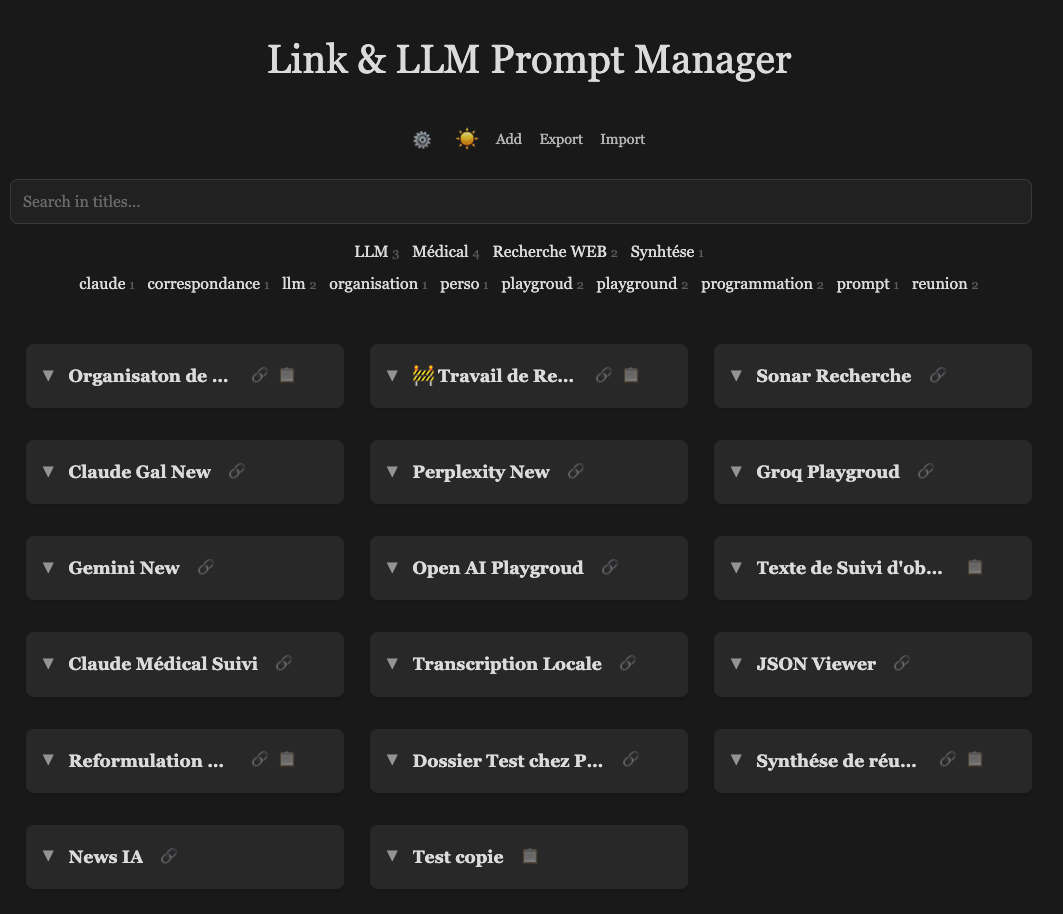 Link & LLM Prompt Manager
Add Export Import
Search in titles...
LLM 3 Médical 4 Recherche WEB 2 Synhtése 1
claude 1 correspondance 1 llm 2 organisation 1 perso 1 playgroud 2 playground 2 programmation 2 prompt 1 reunion 2
Organisaton de ... 🚧Travail de Re... Sonar Recherche
Claude Gal New Perplexity New Groq Playgroud
Gemini New Open AI Playgroud Texte de Suivi d'ob...
Claude Médical Suivi Transcription Locale JSON Viewer
Reformulation ... Dossier Test chez P... Synthése de réu...
News IA Test copie